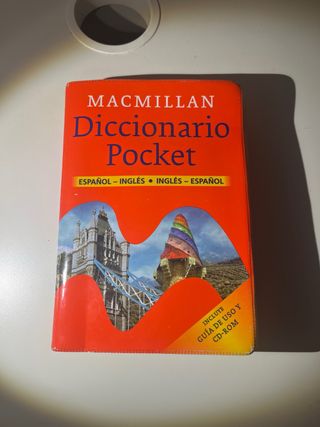 MACMILLAN
Diccionario
Pocket
ESPAÑOL – INGLÉS • INGLÉS – ESPAÑOL
INCLUYE
GUÍA DE USO Y
CD-ROM